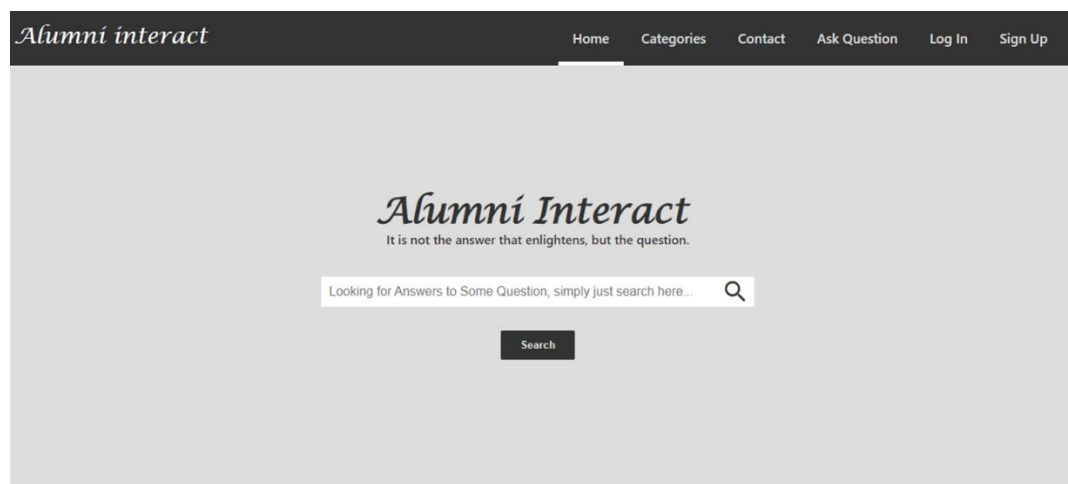 Alumni interact
Home Categories Contact Ask Question Log In Sign Up
Alumni Interact
It is not the answer that enlightens, but the question.
Looking for Answers to Some Question, simply just search here...
Search